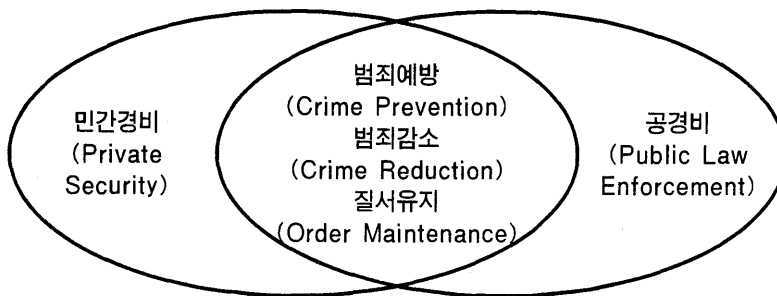 민간경비
(Private
Security)
범죄예방
(Crime Prevention)
범죄감소
(Crime Reduction)
질서유지
(Order Maintenance)
공경비
(Public Law
Enforcement)